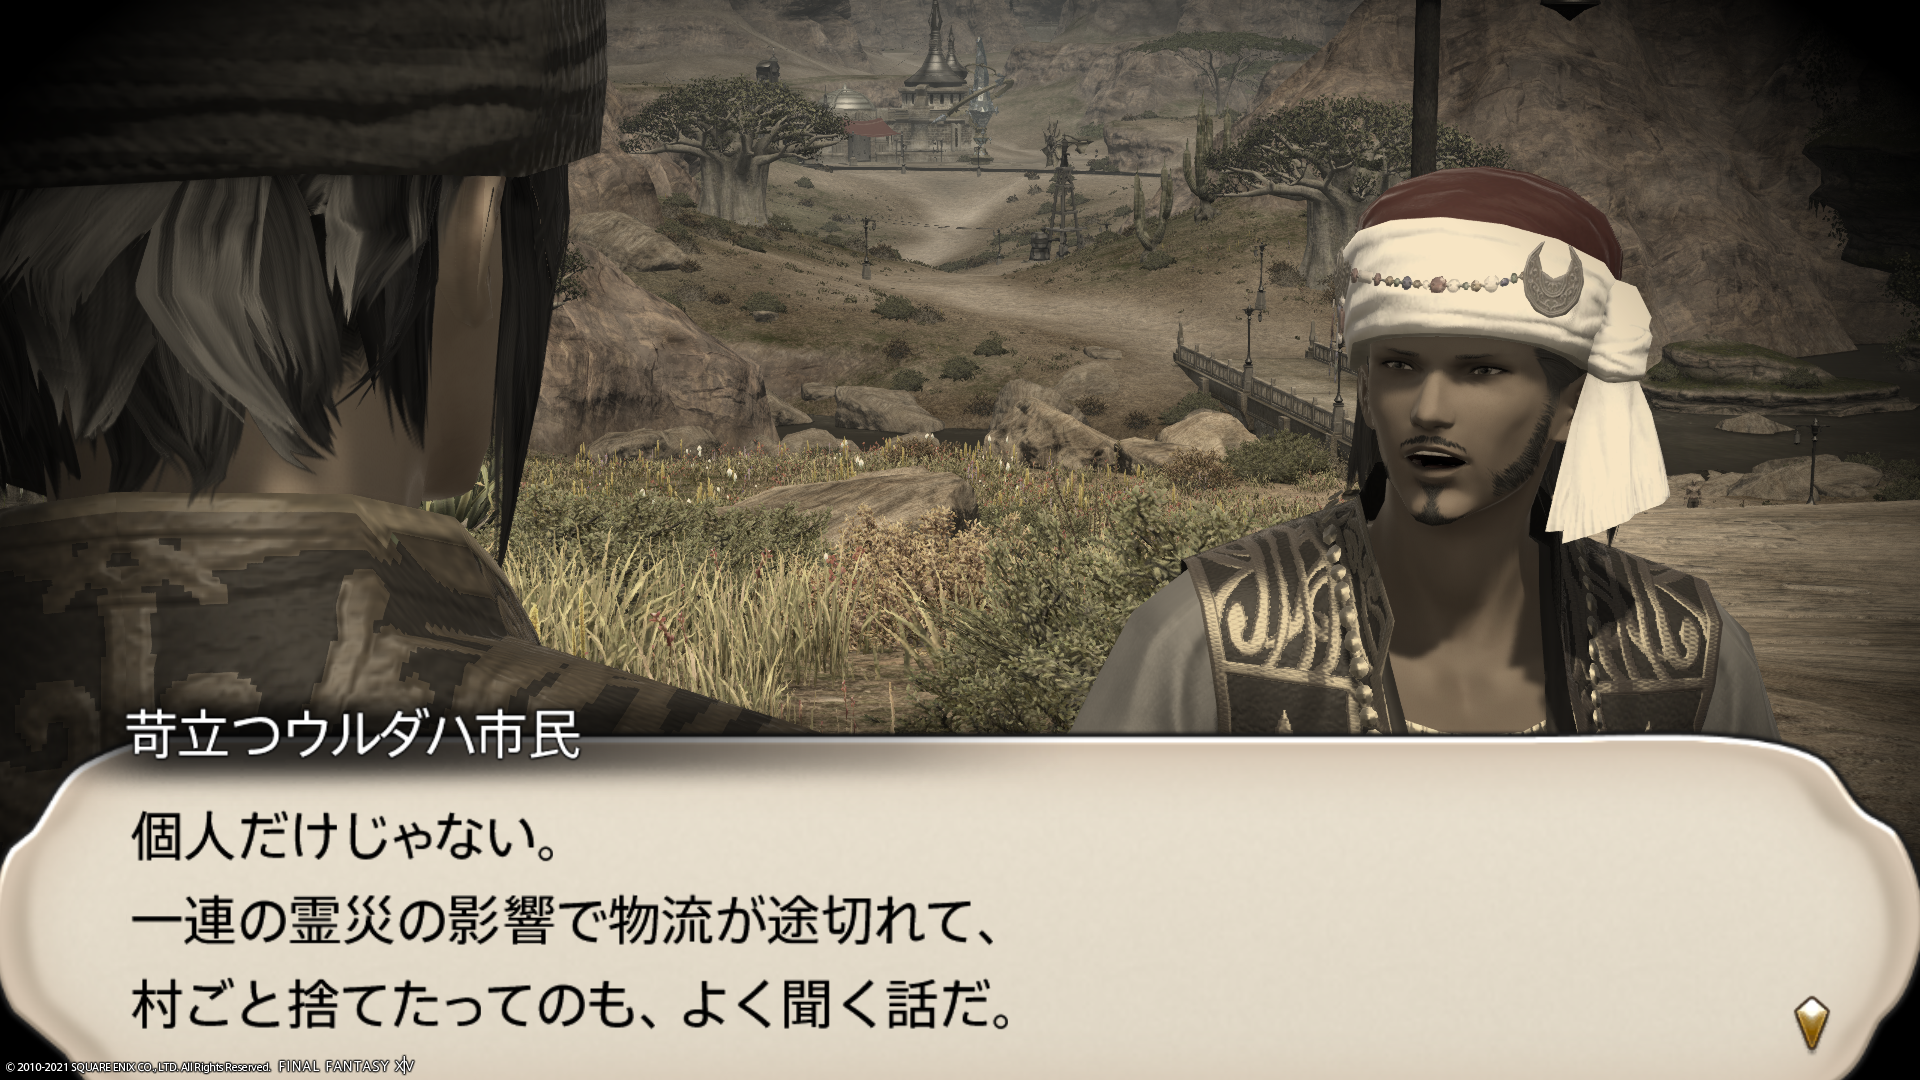 苛立つウルダハ市民
個人だけじゃない。
一連の霊災の影響で物流が途切れて、
村ごと捨てたってのも、よく聞く話だ。
© 2010-2021 SQUARE ENIX CO., LTD. All Rights Reserved. FINAL FANTASY XIV